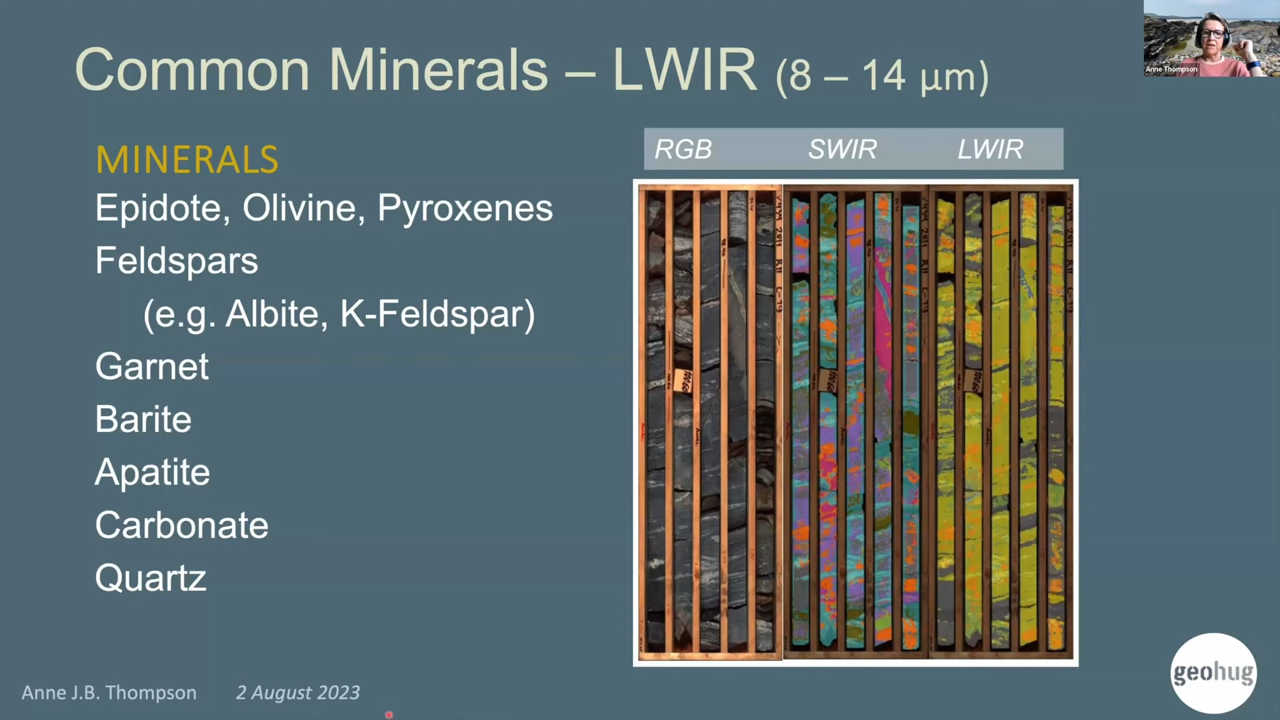 Common Minerals – LWIR (8 – 14 µm)
Anne Thompson
MINERALS
Epidote, Olivine, Pyroxenes
Feldspars
(e.g. Albite, K-Feldspar)
Garnet
Barite
Apatite
Carbonate
Quartz
RGB SWIR LWIR
Anne J.B. Thompson 2 August 2023
geohug